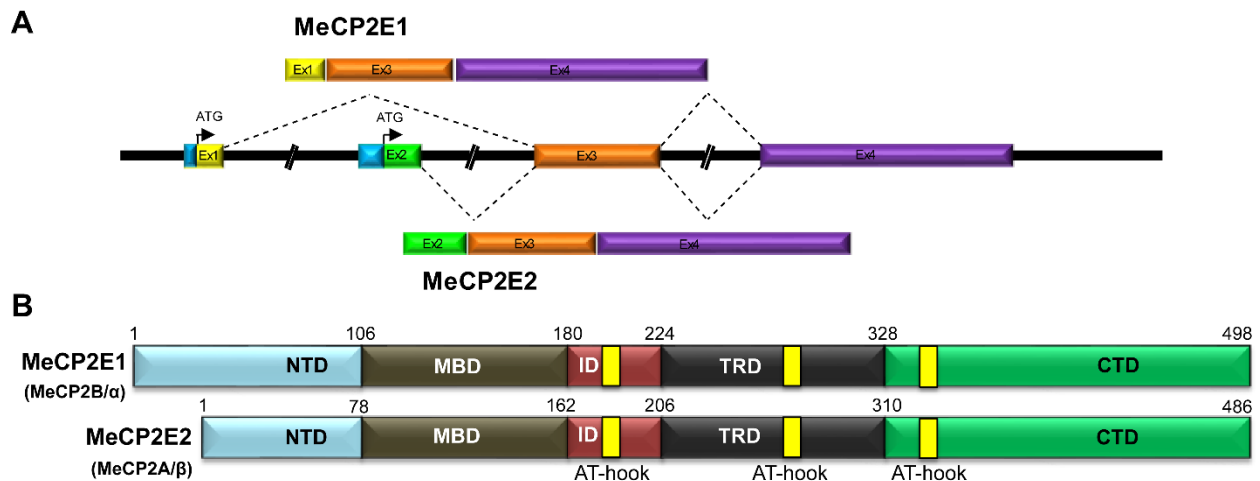 A
MeCP2E1
Ex1 Ex3 Ex4
ATG ATG
Ex1 Ex2 Ex3 Ex4
Ex2 Ex3 Ex4
MeCP2E2
B
1 106 180 224 328 498
MeCP2E1 NTD MBD ID TRD CTD
(MeCP2B/α)
1 78 162 206 310 486
MeCP2E2 NTD MBD ID TRD CTD
(MeCP2A/β)
AT-hook AT-hook AT-hook